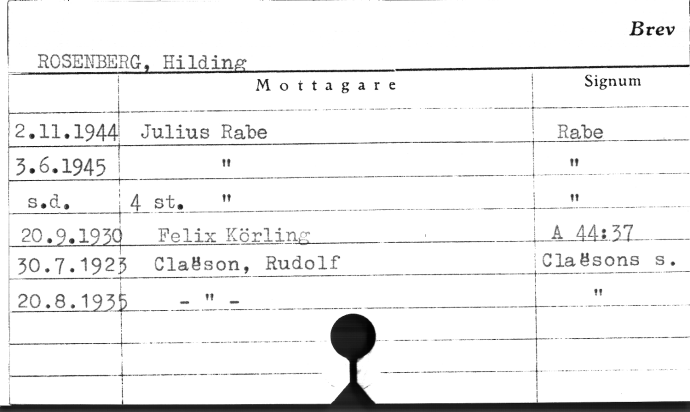 Brev
ROSENBERG, Hilding
Mottagare Signum
2.11.1944 Julius Rabe Rabe
3.6.1945 " "
s.d. 4 st. " "
20.9.1930 Felix Körling A 44:37
30.7.1923 Claëson, Rudolf Claësons s.
20.8.1935 - " - "